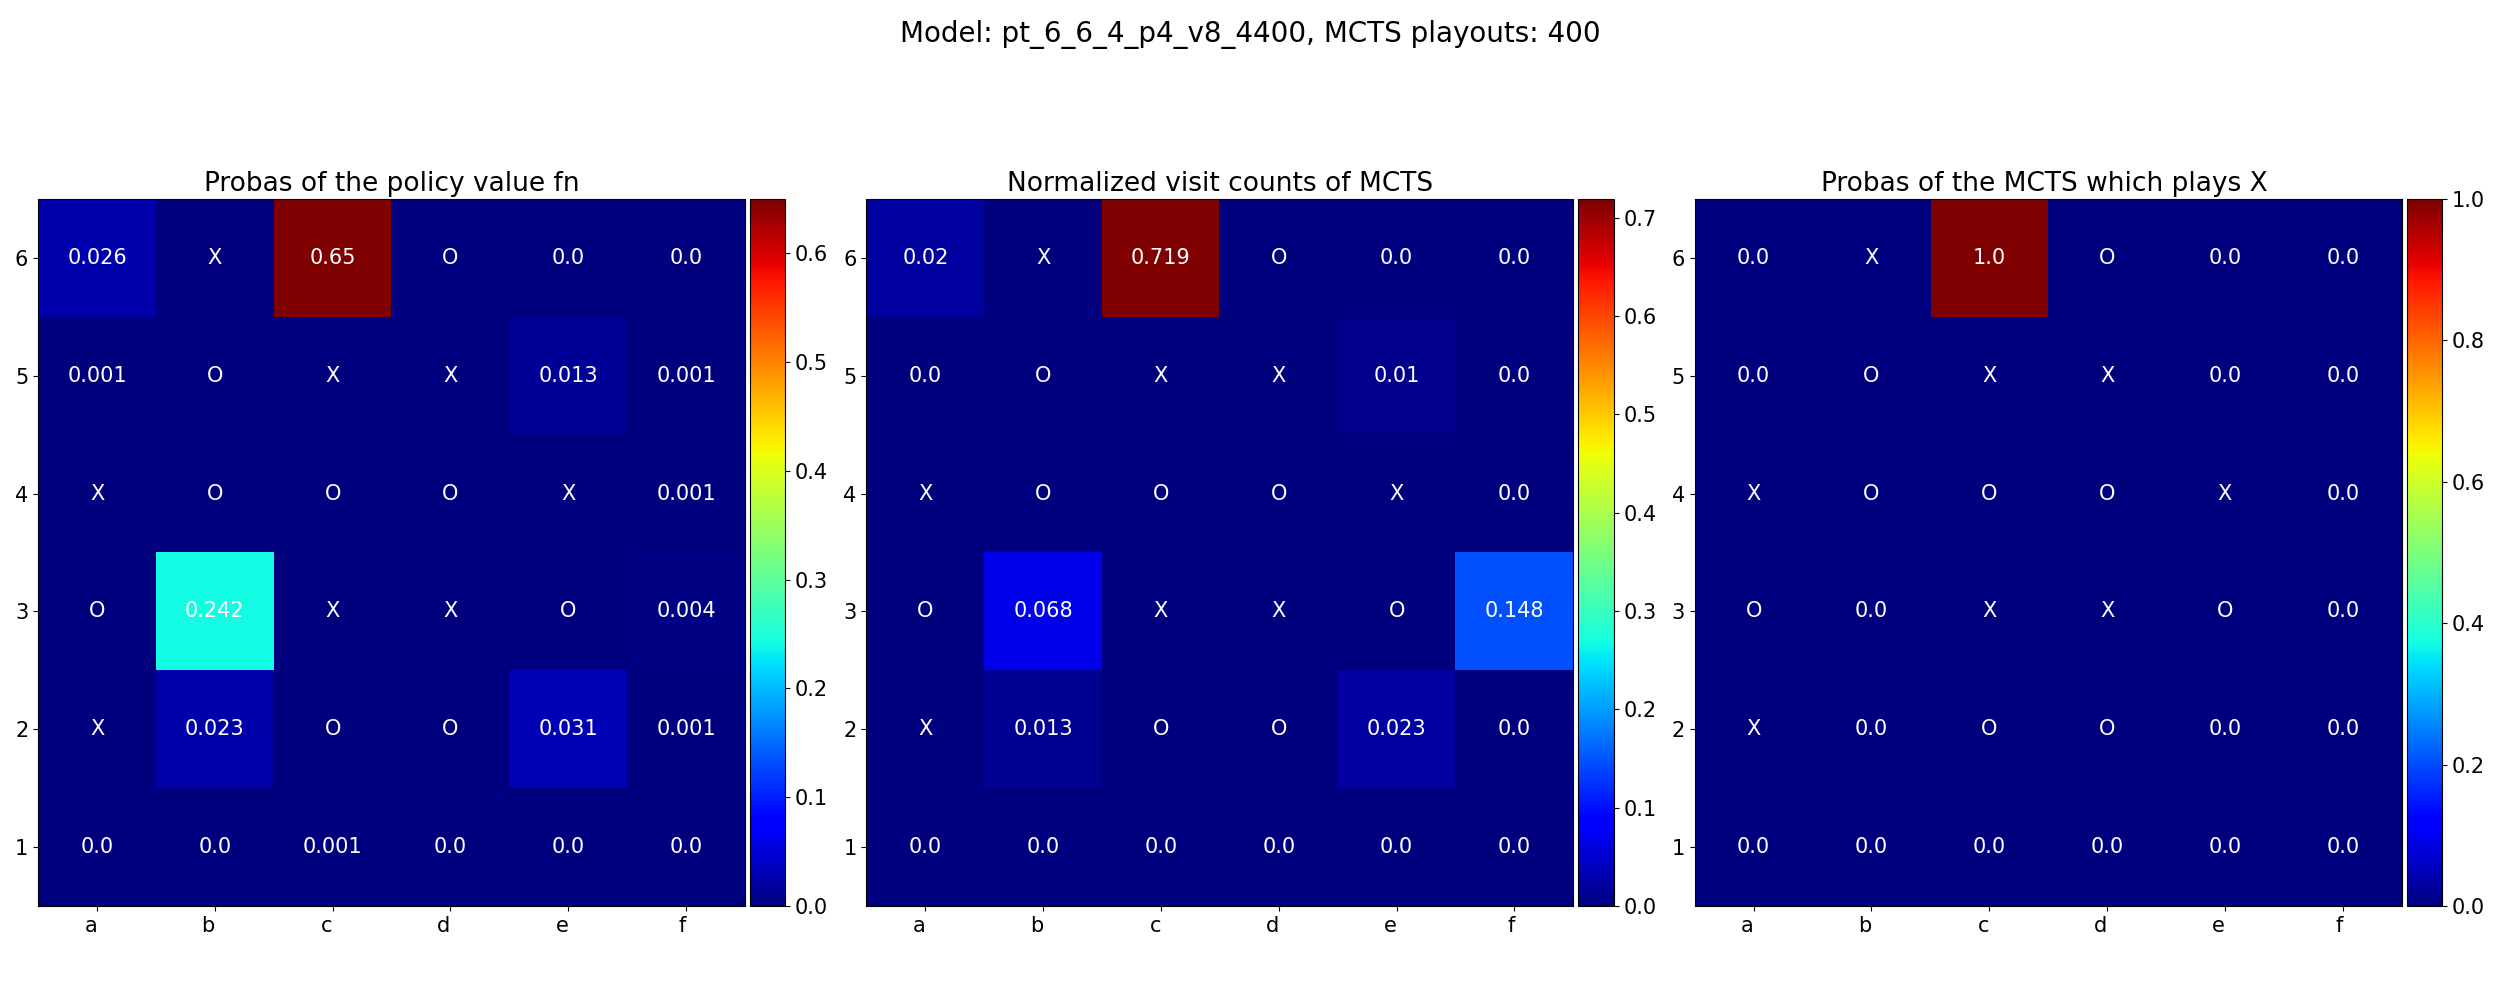 Model: pt_6_6_4_p4_v8_4400, MCTS playouts: 400
Probas of the policy value fn
6 0.026 X 0.65 O 0.0 0.0
5 0.001 O X X 0.013 0.001
4 X O O O X 0.001
3 O 0.242 X X O 0.004
2 X 0.023 O O 0.031 0.001
1 0.0 0.0 0.001 0.0 0.0 0.0
a b c d e f
0.6
0.5
0.4
0.3
0.2
0.1
0.0
Normalized visit counts of MCTS
6 0.02 X 0.719 O 0.0 0.0
5 0.0 O X X 0.01 0.0
4 X O O O X 0.0
3 O 0.068 X X O 0.148
2 X 0.013 O O 0.023 0.0
1 0.0 0.0 0.0 0.0 0.0 0.0
a b c d e f
0.7
0.6
0.5
0.4
0.3
0.2
0.1
0.0
Probas of the MCTS which plays X
6 0.0 X 1.0 O 0.0 0.0
5 0.0 O X X 0.0 0.0
4 X O O O X 0.0
3 O 0.0 X X O 0.0
2 X 0.0 O O 0.0 0.0
1 0.0 0.0 0.0 0.0 0.0 0.0
a b c d e f
1.0
0.8
0.6
0.4
0.2
0.0